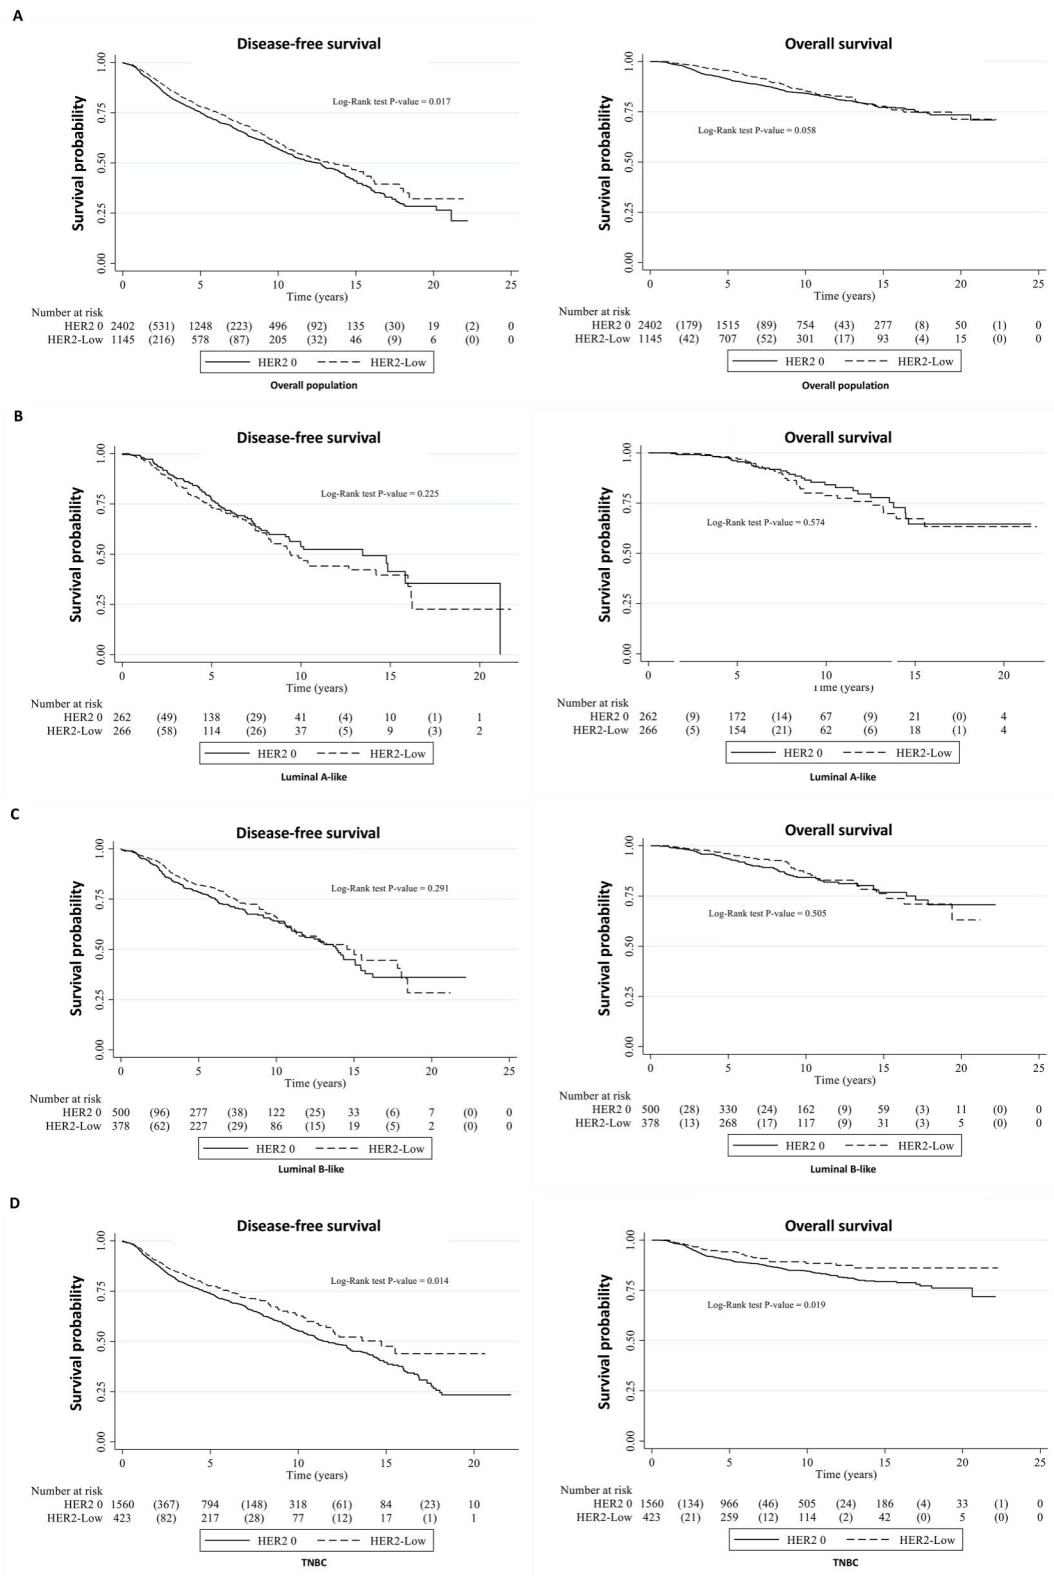 A
Disease-free survival
Survival probability
1.00
0.75
0.50
0.25
0.00
Log-Rank test P-value = 0.017
0 5 10 15 20 25
Time (years)
Number at risk
HER2 0 2402 (531) 1248 (223) 496 (92) 135 (30) 19 (2) 0
HER2-Low 1145 (216) 578 (87) 205 (32) 46 (9) 6 (0) 0
HER2 0 HER2-Low
Overall population
Overall survival
Survival probability
1.00
0.75
0.50
0.25
0.00
Log-Rank test P-value = 0.058
0 5 10 15 20 25
Time (years)
Number at risk
HER2 0 2402 (179) 1515 (89) 754 (43) 277 (8) 50 (1) 0
HER2-Low 1145 (42) 707 (52) 301 (17) 93 (4) 15 (0) 0
HER2 0 HER2-Low
Overall population
B
Disease-free survival
Survival probability
1.00
0.75
0.50
0.25
0.00
Log-Rank test P-value = 0.225
0 5 10 15 20
Time (years)
Number at risk
HER2 0 262 (49) 138 (29) 41 (4) 10 (1) 1
HER2-Low 266 (58) 114 (26) 37 (5) 9 (3) 2
HER2 0 HER2-Low
Luminal A-like
Overall survival
Survival probability
1.00
0.75
0.50
0.25
0.00
Log-Rank test P-value = 0.574
0 5 10 15 20
Time (years)
Number at risk
HER2 0 262 (9) 172 (14) 67 (9) 21 (0) 4
HER2-Low 266 (5) 154 (21) 62 (6) 18 (1) 4
HER2 0 HER2-Low
Luminal A-like
C
Disease-free survival
Survival probability
1.00
0.75
0.50
0.25
0.00
Log-Rank test P-value = 0.291
0 5 10 15 20 25
Time (years)
Number at risk
HER2 0 500 (96) 277 (38) 122 (25) 33 (6) 7 (0) 0
HER2-Low 378 (62) 227 (29) 86 (15) 19 (5) 2 (0) 0
HER2 0 HER2-Low
Luminal B-like
Overall survival
Survival probability
1.00
0.75
0.50
0.25
0.00
Log-Rank test P-value = 0.505
0 5 10 15 20 25
Time (years)
Number at risk
HER2 0 500 (28) 330 (24) 162 (9) 59 (3) 11 (0) 0
HER2-Low 378 (13) 268 (17) 117 (9) 31 (3) 5 (0) 0
HER2 0 HER2-Low
Luminal B-like
D
Disease-free survival
Survival probability
1.00
0.75
0.50
0.25
0.00
Log-Rank test P-value = 0.014
0 5 10 15 20
Time (years)
Number at risk
HER2 0 1560 (367) 794 (148) 318 (61) 84 (23) 10
HER2-Low 423 (82) 217 (28) 77 (12) 17 (1) 1
HER2 0 HER2-Low
TNBC
Overall survival
Survival probability
1.00
0.75
0.50
0.25
0.00
Log-Rank test P-value = 0.019
0 5 10 15 20 25
Time (years)
Number at risk
HER2 0 1560 (134) 966 (46) 505 (24) 186 (4) 33 (1) 0
HER2-Low 423 (21) 259 (12) 114 (2) 42 (0) 5 (0) 0
HER2 0 HER2-Low
TNBC